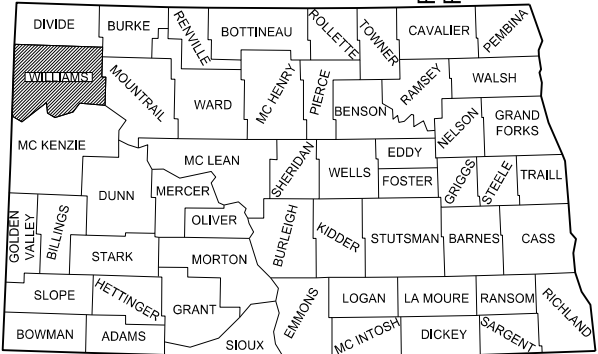 DIVIDE
BURKE
RENVILLE
BOTTINEAU
ROLLETTE
TOWNER
CAVALIER
PEMBINA
WILLIAMS
MOUNTRAIL
WARD
MC HENRY
PIERCE
BENSON
RAMSEY
WALSH
NELSON
GRAND
FORKS
MC KENZIE
MC LEAN
SHERIDAN
WELLS
EDDY
FOSTER
GRIGGS
STEELE
TRAILL
DUNN
MERCER
OLIVER
GOLDEN
VALLEY
BILLINGS
STARK
MORTON
BURLEIGH
KIDDER
STUTSMAN
BARNES
CASS
SLOPE
HETTINGER
GRANT
EMMONS
LOGAN
LA MOURE
RANSOM
RICHLAND
BOWMAN
ADAMS
SIOUX
MC INTOSH
DICKEY
SARGENT